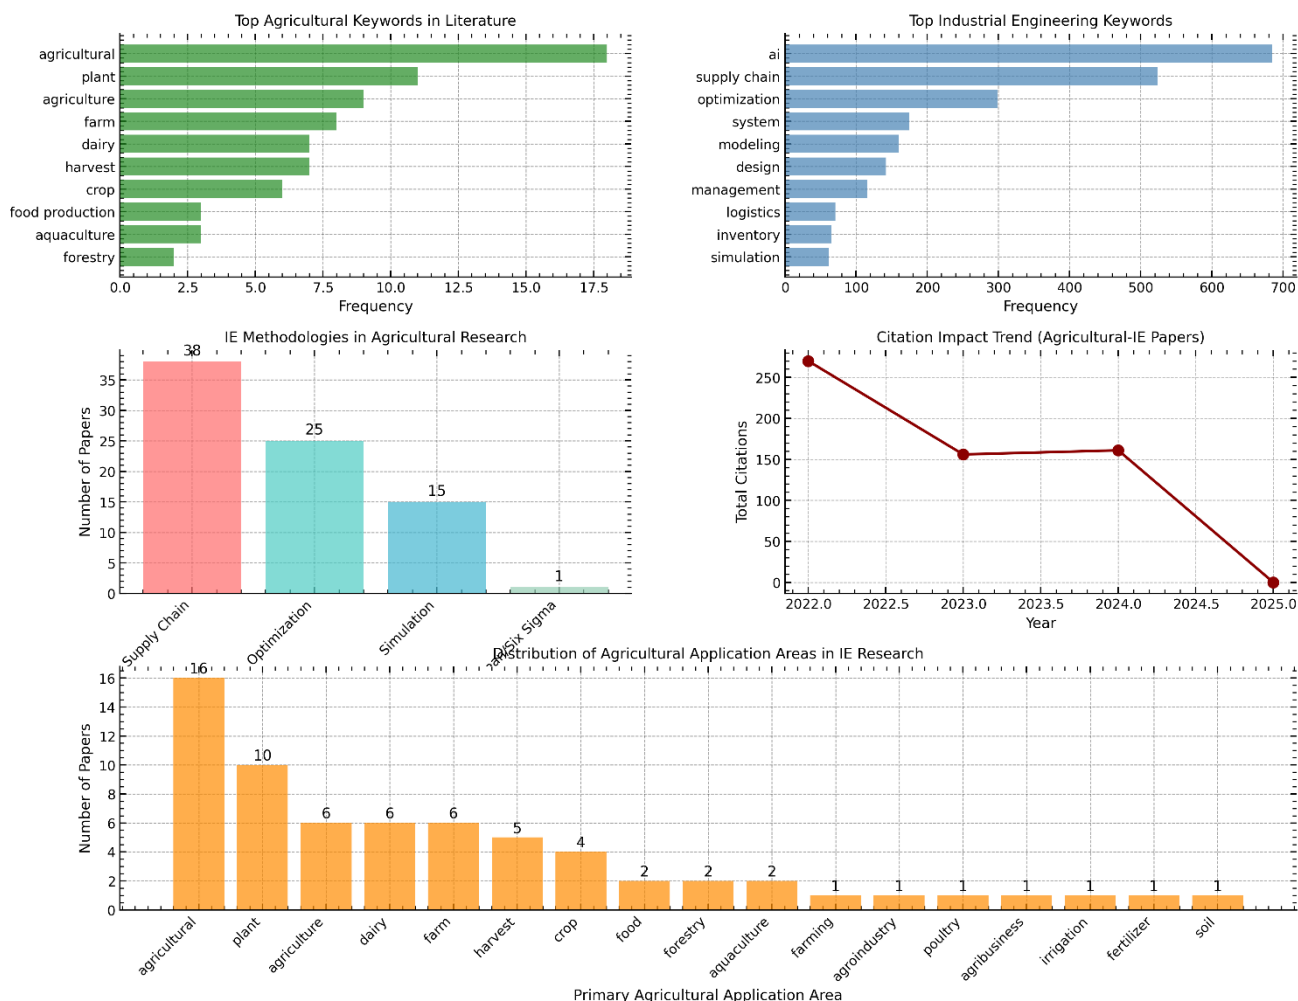 Top Agricultural Keywords in Literature
agricultural
plant
agriculture
farm
dairy
harvest
crop
food production
aquaculture
forestry
0.0 2.5 5.0 7.5 10.0 12.5 15.0 17.5
Frequency
Top Industrial Engineering Keywords
ai
supply chain
optimization
system
modeling
design
management
logistics
inventory
simulation
0 100 200 300 400 500 600 700
Frequency
IE Methodologies in Agricultural Research
Number of Papers
35
30
25
20
15
10
5
0
38
25
15
1
Supply Chain
Optimization
Simulation
Six Sigma
Citation Impact Trend (Agricultural-IE Papers)
Total Citations
250
200
150
100
50
0
2022.0 2022.5 2023.0 2023.5 2024.0 2024.5 2025.0
Year
Distribution of Agricultural Application Areas in IE Research
Number of Papers
16
14
12
10
8
6
4
2
0
16
10
6
6
6
5
4
2
2
2
1
1
1
1
1
1
1
agricultural
plant
agriculture
dairy
farm
harvest
crop
food
forestry
aquaculture
farming
agroindustry
poultry
agribusiness
irrigation
fertilizer
soil
Primary Agricultural Application Area